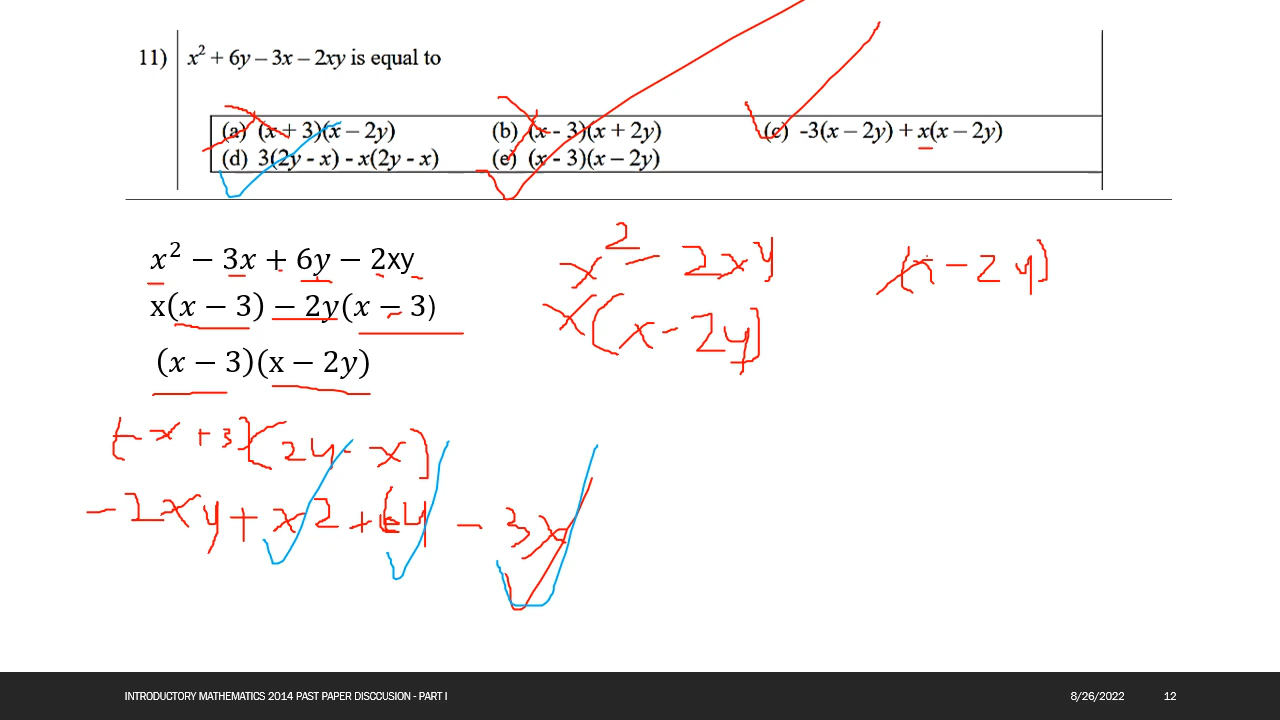 11) x² + 6y – 3x – 2xy is equal to
(a) (x + 3)(x – 2y) (b) (x - 3)(x + 2y) (c) -3(x – 2y) + x(x – 2y)
(d) 3(2y - x) - x(2y - x) (e) (x - 3)(x – 2y)
x² − 3x + 6y − 2xy
x(x − 3) − 2y(x − 3)
(x − 3)(x − 2y)
x² − 2xy
x(x − 2y)
(x − 2y)
(−x + 3)(2y − x)
−2xy + x² + 6y − 3x
INTRODUCTORY MATHEMATICS 2014 PAST PAPER DISCCUSION - PART I 8/26/2022 12